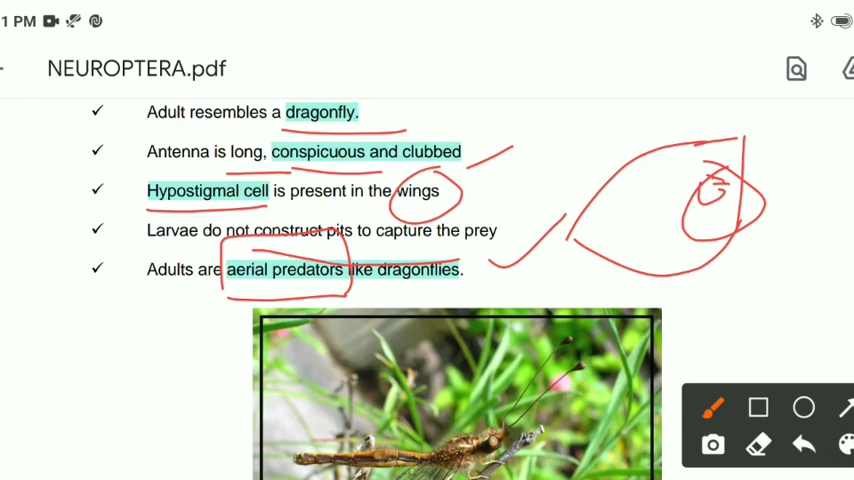 1 PM
NEUROPTERA.pdf
✓ Adult resembles a dragonfly.
✓ Antenna is long, conspicuous and clubbed
✓ Hypostigmal cell is present in the wings
✓ Larvae do not construct pits to capture the prey
✓ Adults are aerial predators like dragonflies.